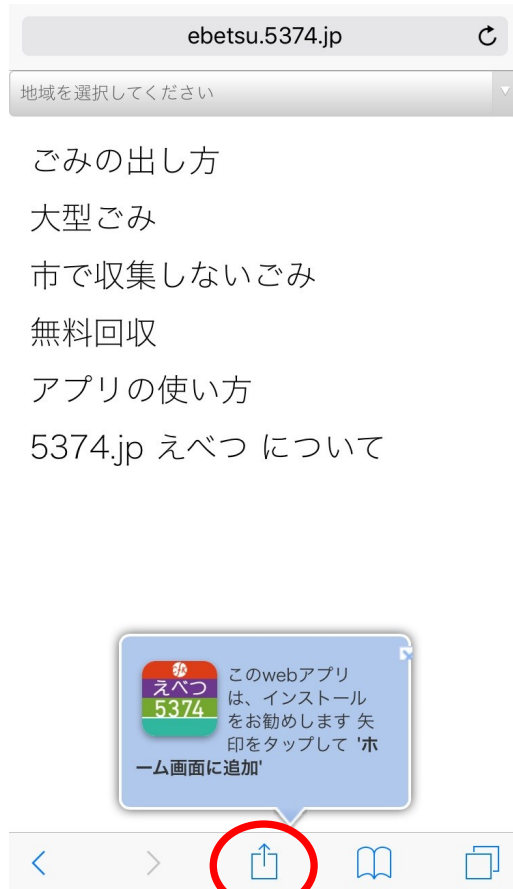 ebetsu.5374.jp
地域を選択してください
ごみの出し方
大型ごみ
市で収集しないごみ
無料回収
アプリの使い方
5374.jp えべつ について
えべつ
5374
このwebアプリ
は、インストール
をお勧めします 矢
印をタップして 'ホ
ーム画面に追加'